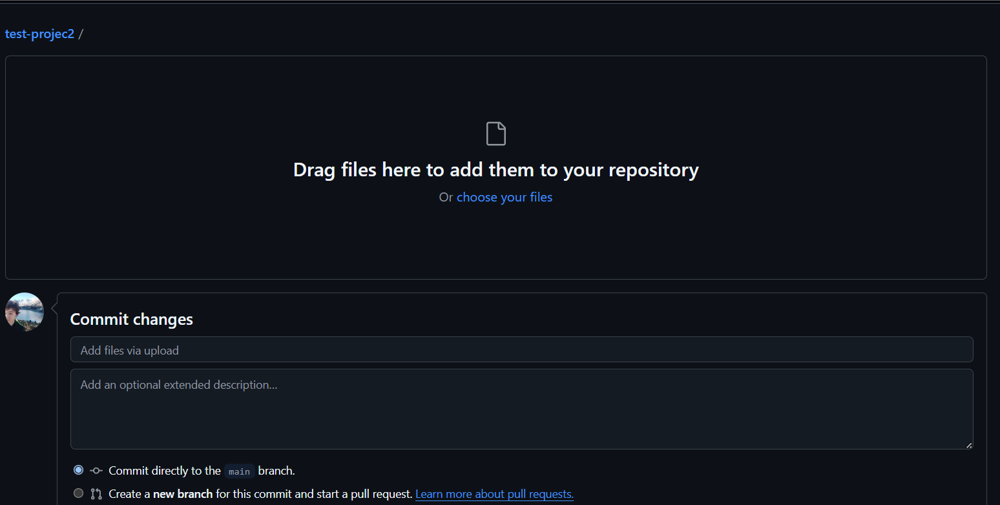 test-projec2 /
Drag files here to add them to your repository
Or choose your files
Commit changes
Add files via upload
Add an optional extended description...
Commit directly to the main branch.
Create a new branch for this commit and start a pull request. Learn more about pull requests.